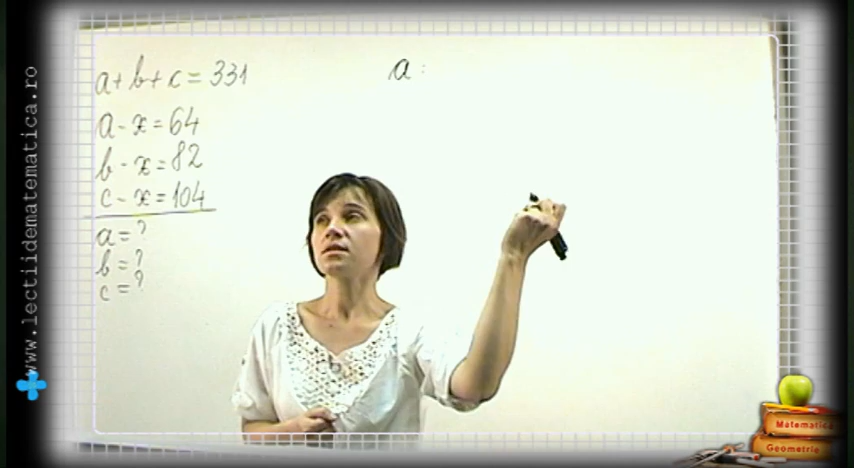 a + b + c = 331
a - x = 64
b - x = 82
c - x = 104
a = ?
b = ?
c = ?
a :
www.lectiidematematica.ro
Matematica
Geometrie